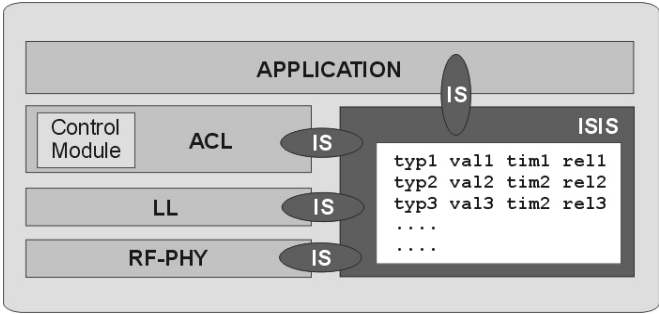 APPLICATION
IS
ISIS
Control
Module
ACL
IS
typ1 val1 tim1 rel1
typ2 val2 tim2 rel2
typ3 val3 tim2 rel3
....
....
LL
IS
RF-PHY
IS